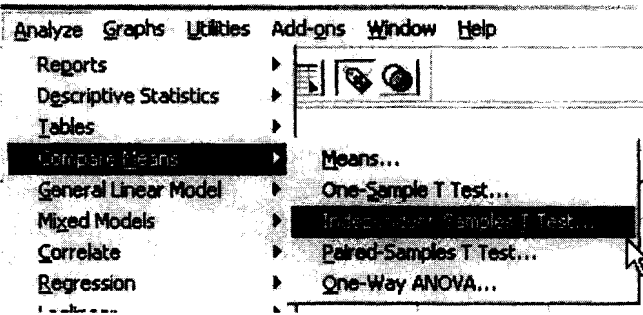 Analyze Graphs Utilities Add-ons Window Help
Reports
Descriptive Statistics
Tables
Compare Means
General Linear Model
Mixed Models
Correlate
Regression
Means...
One-Sample T Test...
Independent-Samples T Test...
Paired-Samples T Test...
One-Way ANOVA...